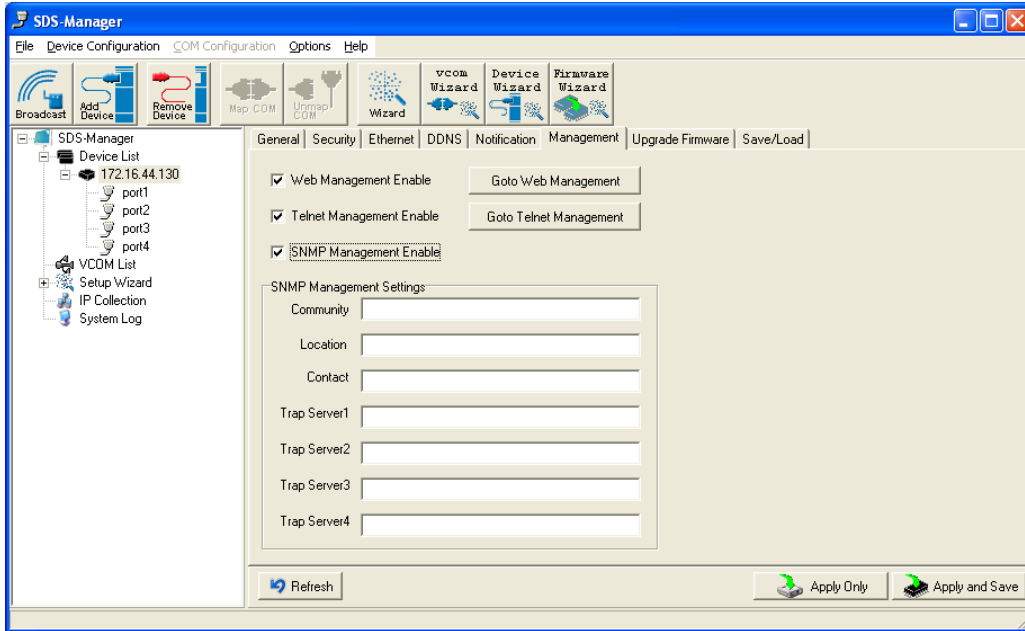 SDS-Manager
File Device Configuration COM Configuration Options Help
Broadcast
Add Device
Remove Device
Map COM
Unmap COM
Wizard
vcom Wizard
Device Wizard
Firmware Wizard
SDS-Manager
Device List
172.16.44.130
port1
port2
port3
port4
VCOM List
Setup Wizard
IP Collection
System Log
General Security Ethernet DDNS Notification Management Upgrade Firmware Save/Load
Web Management Enable Goto Web Management
Telnet Management Enable Goto Telnet Management
SNMP Management Enable
SNMP Management Settings
Community
Location
Contact
Trap Server1
Trap Server2
Trap Server3
Trap Server4
Refresh Apply Only Apply and Save